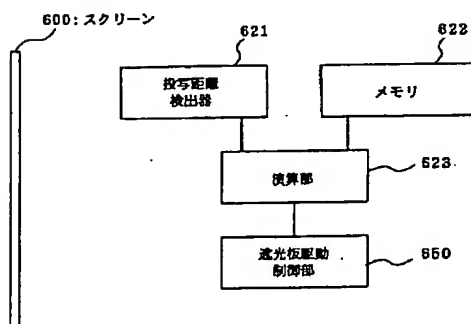 600:スクリーン
621
622
投写距離
検出器
メモリ
演算部
623
遮光板駆動
制御部
650